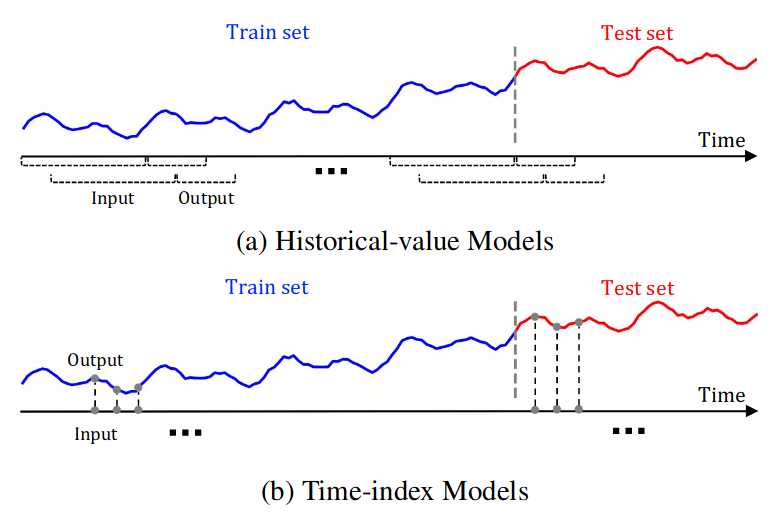 Train set
Test set
Time
Input
Output
(a) Historical-value Models
Train set
Test set
Output
Time
Input
(b) Time-index Models